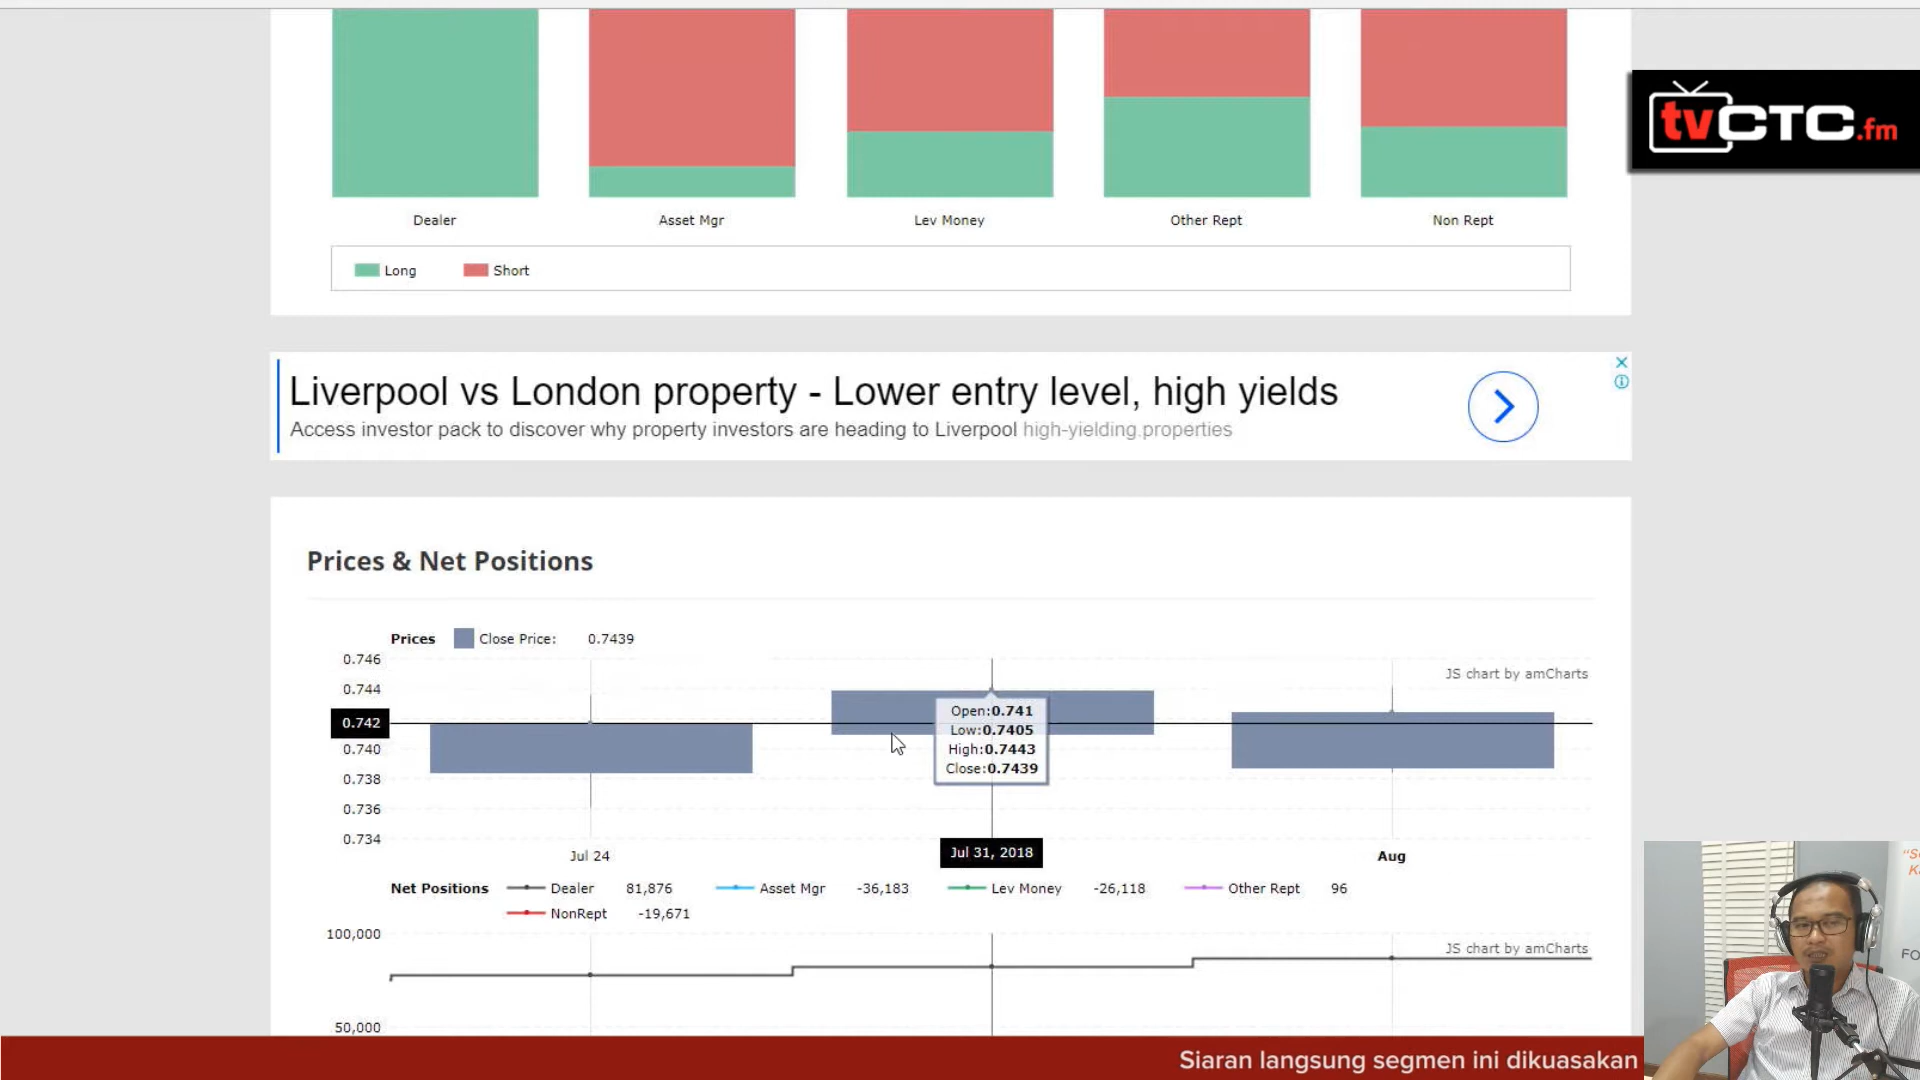 tvCTC.fm
Dealer
Asset Mgr
Lev Money
Other Rept
Non Rept
Long
Short
Liverpool vs London property - Lower entry level, high yields
Access investor pack to discover why property investors are heading to Liverpool high-yielding.properties
Prices & Net Positions
Prices Close Price: 0.7439
JS chart by amCharts
0.746
0.744
0.742
0.740
0.738
0.736
0.734
Open:0.741
Low:0.7405
High:0.7443
Close:0.7439
Jul 24
Jul 31, 2018
Aug
Net Positions Dealer 81,876 Asset Mgr -36,183 Lev Money -26,118 Other Rept 96
NonRept -19,671
100,000
JS chart by amCharts
50,000
FO
Siaran langsung segmen ini dikuasakan